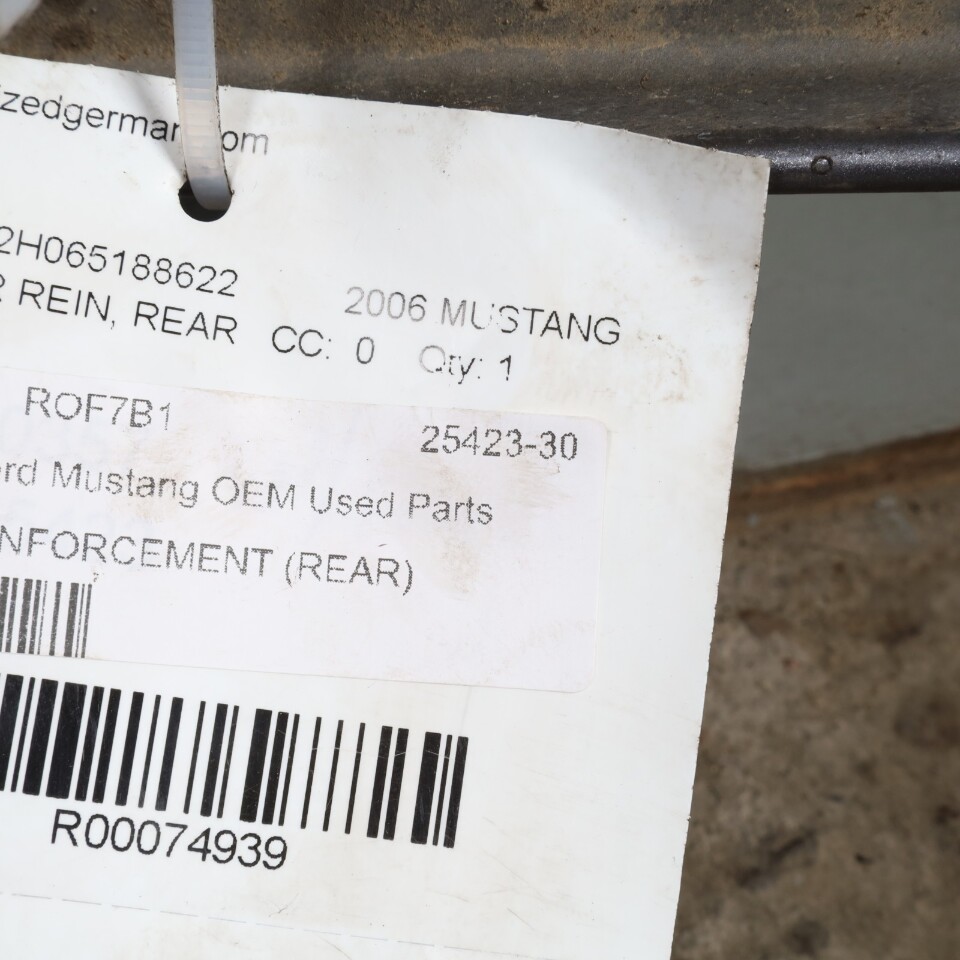 zedgerman.com
2H065188622
2006 MUSTANG
REIN, REAR CC: 0 Qty: 1
ROF7B1
25423-30
rd Mustang OEM Used Parts
NFORCEMENT (REAR)
R00074939